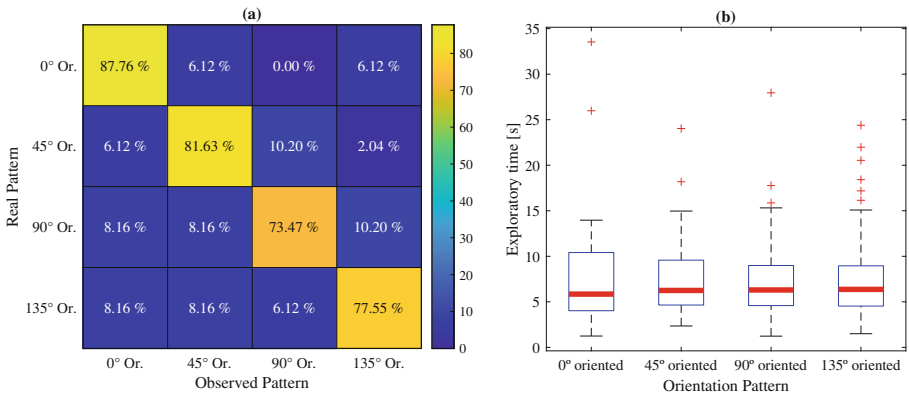 (a)
Real Pattern
0° Or.
87.76 %
6.12 %
0.00 %
6.12 %
45° Or.
6.12 %
81.63 %
10.20 %
2.04 %
90° Or.
8.16 %
8.16 %
73.47 %
10.20 %
135° Or.
8.16 %
8.16 %
6.12 %
77.55 %
0° Or.
45° Or.
90° Or.
135° Or.
Observed Pattern
80
70
60
50
40
30
20
10
0
(b)
Exploratory time [s]
35
30
25
20
15
10
5
0
0° oriented
45° oriented
90° oriented
135° oriented
Orientation Pattern